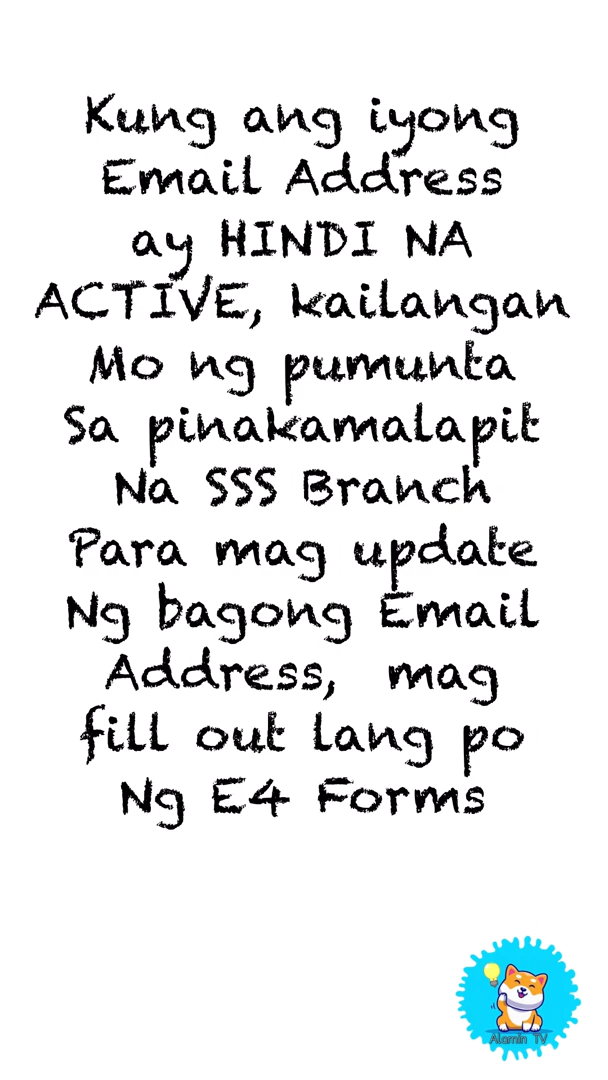 Kung ang iyong
Email Address
ay HINDI NA
ACTIVE, kailangan
Mo ng pumunta
Sa pinakamalapit
Na SSS Branch
Para mag update
Ng bagong Email
Address, mag
fill out lang po
Ng E4 Forms
Alamin TV